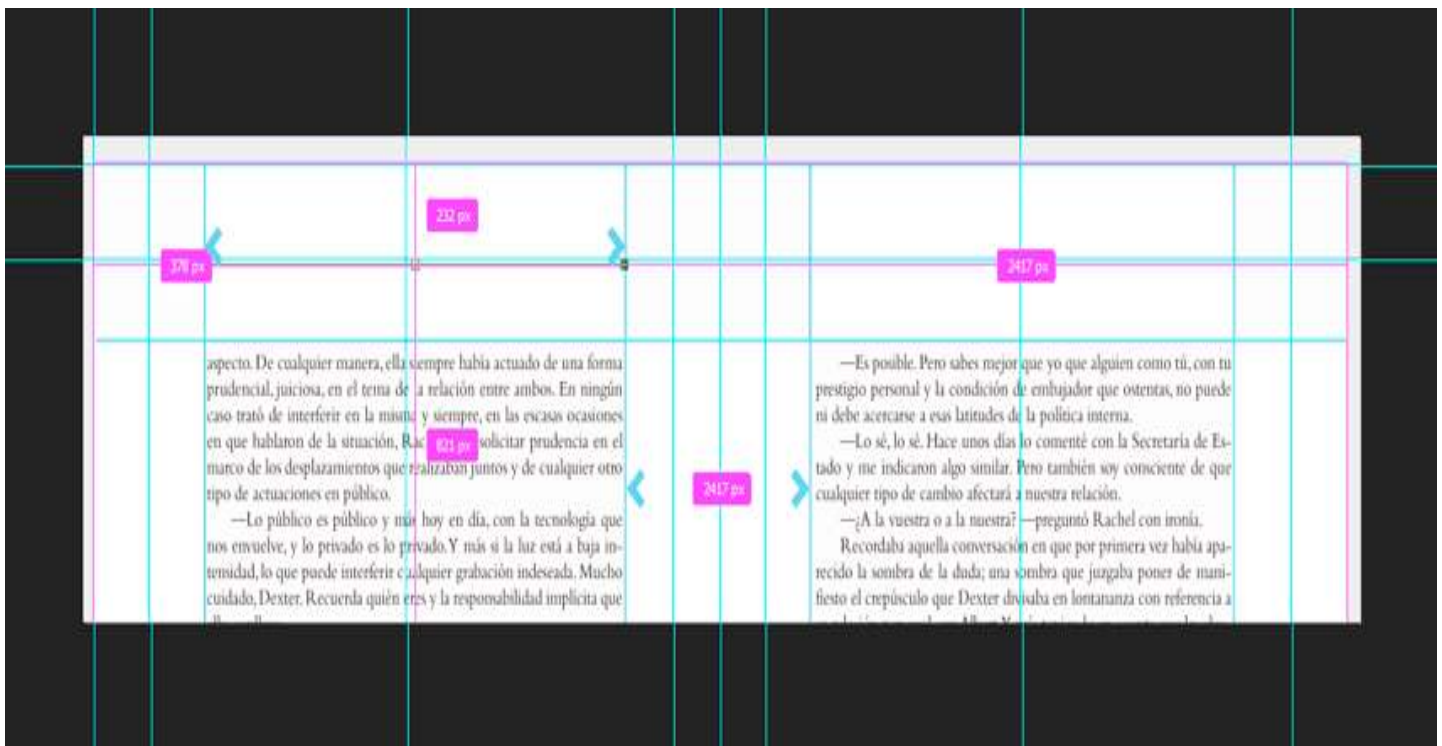 232 px
378 px
2417 px
aspecto. De cualquier manera, ella siempre había actuado de una forma
prudencial, juiciosa, en el tema de la relación entre ambos. En ningún
caso trató de interferir en la misma y siempre, en las escasas ocasiones
en que hablaron de la situación, solicitar prudencia en el
821 px
marco de los desplazamientos que realizaban juntos y de cualquier otro
tipo de actuaciones en público.
—Lo público es público y más hoy en día, con la tecnología que
nos envuelve, y lo privado es lo privado. Y más si la luz está a baja in-
tensidad, lo que puede interferir cualquier grabación indeseada. Mucho
cuidado, Dexter. Recuerda quién eres y la responsabilidad implícita que
2417 px
—Es posible. Pero sabes mejor que yo que alguien como tú, con tu
prestigio personal y la condición de embajador que ostentas, no puede
ni debe acercarse a esas latitudes de la política interna.
—Lo sé, lo sé. Hace unos días lo comenté con la Secretaría de Es-
tado y me indicaron algo similar. Pero también soy consciente de que
cualquier tipo de cambio afectará a nuestra relación.
—¿A la vuestra o a la nuestra? —preguntó Rachel con ironía.
Recordaba aquella conversación en que por primera vez había apa-
recido la sombra de la duda; una sombra que juzgaba poner de mani-
fiesto el crepúsculo que Dexter divisaba en lontananza con referencia a